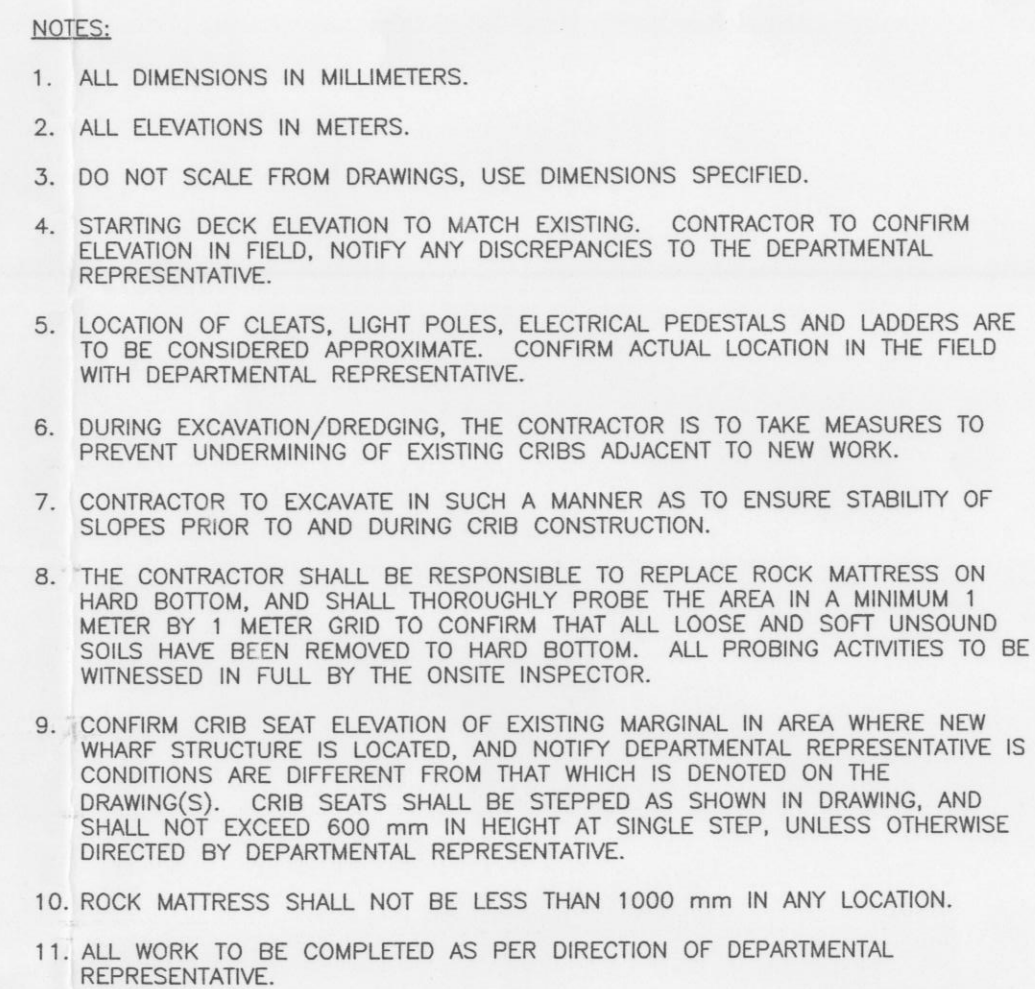 NOTES:
1. ALL DIMENSIONS IN MILLIMETERS.
2. ALL ELEVATIONS IN METERS.
3. DO NOT SCALE FROM DRAWINGS, USE DIMENSIONS SPECIFIED.
4. STARTING DECK ELEVATION TO MATCH EXISTING. CONTRACTOR TO CONFIRM
ELEVATION IN FIELD, NOTIFY ANY DISCREPANCIES TO THE DEPARTMENTAL
REPRESENTATIVE.
5. LOCATION OF CLEATS, LIGHT POLES, ELECTRICAL PEDESTALS AND LADDERS ARE
TO BE CONSIDERED APPROXIMATE. CONFIRM ACTUAL LOCATION IN THE FIELD
WITH DEPARTMENTAL REPRESENTATIVE.
6. DURING EXCAVATION/DREDGING, THE CONTRACTOR IS TO TAKE MEASURES TO
PREVENT UNDERMINING OF EXISTING CRIBS ADJACENT TO NEW WORK.
7. CONTRACTOR TO EXCAVATE IN SUCH A MANNER AS TO ENSURE STABILITY OF
SLOPES PRIOR TO AND DURING CRIB CONSTRUCTION.
8. THE CONTRACTOR SHALL BE RESPONSIBLE TO REPLACE ROCK MATTRESS ON
HARD BOTTOM, AND SHALL THOROUGHLY PROBE THE AREA IN A MINIMUM 1
METER BY 1 METER GRID TO CONFIRM THAT ALL LOOSE AND SOFT UNSOUND
SOILS HAVE BEEN REMOVED TO HARD BOTTOM. ALL PROBING ACTIVITIES TO BE
WITNESSED IN FULL BY THE ONSITE INSPECTOR.
9. CONFIRM CRIB SEAT ELEVATION OF EXISTING MARGINAL IN AREA WHERE NEW
WHARF STRUCTURE IS LOCATED, AND NOTIFY DEPARTMENTAL REPRESENTATIVE IS
CONDITIONS ARE DIFFERENT FROM THAT WHICH IS DENOTED ON THE
DRAWING(S). CRIB SEATS SHALL BE STEPPED AS SHOWN IN DRAWING, AND
SHALL NOT EXCEED 600 mm IN HEIGHT AT SINGLE STEP, UNLESS OTHERWISE
DIRECTED BY DEPARTMENTAL REPRESENTATIVE.
10. ROCK MATTRESS SHALL NOT BE LESS THAN 1000 mm IN ANY LOCATION.
11. ALL WORK TO BE COMPLETED AS PER DIRECTION OF DEPARTMENTAL
REPRESENTATIVE.